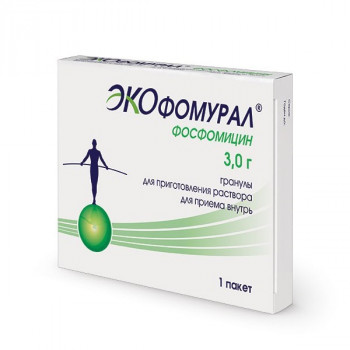 ЭКОфомурал®
фосфомицин
3,0 г
гранулы
для приготовления раствора
для приема внутрь
1 пакет